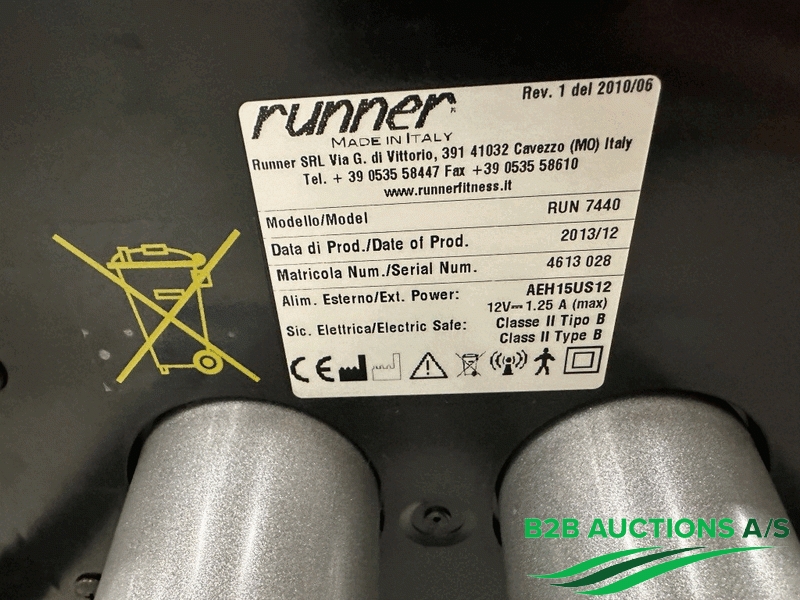 runner
Rev. 1 del 2010/06
MADE IN ITALY
Runner SRL Via G. di Vittorio, 391 41032 Cavezzo (MO) Italy
Tel. + 39 0535 58447 Fax +39 0535 58610
www.runnerfitness.it
Modello/Model RUN 7440
Data di Prod./Date of Prod. 2013/12
Matricola Num./Serial Num. 4613 028
Alim. Esterno/Ext. Power: AEH15US12
12V⎓ 1.25 A (max)
Sic. Elettrica/Electric Safe: Classe II Tipo B
Class II Type B
CE
B2B AUCTIONS A/S